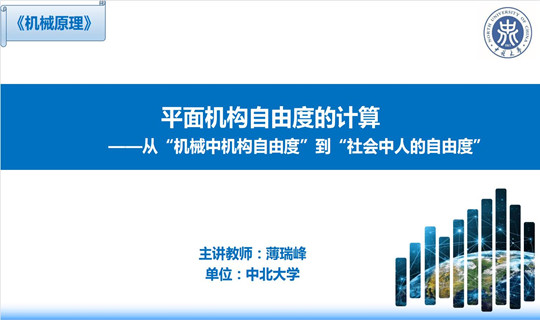 《机械原理》
NORTH UNIVERSITY OF CHINA
中北大学
平面机构自由度的计算
——从“机械中机构自由度”到“社会中人的自由度”
主讲教师：薄瑞峰
单位：中北大学